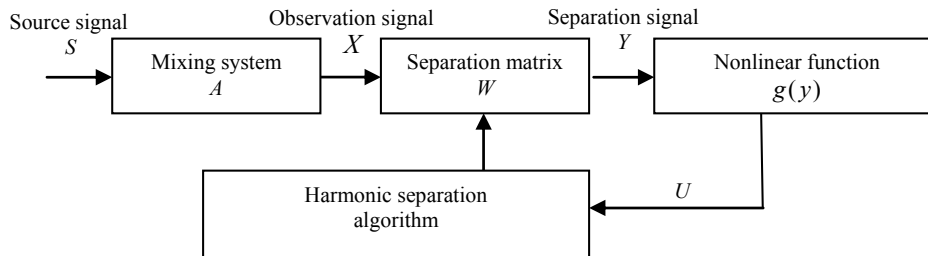 Source signal
S
Observation signal
X
Separation signal
Y
Mixing system
A
Separation matrix
W
Nonlinear function
g(y)
Harmonic separation
algorithm
U